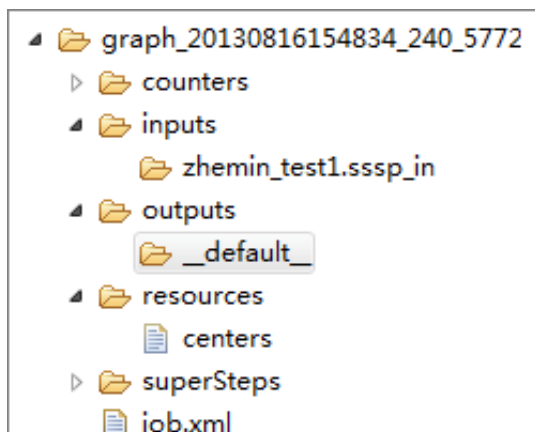 graph_20130816154834_240_5772
counters
inputs
zhemin_test1.sssp_in
outputs
__default__
resources
centers
superSteps
job.xml